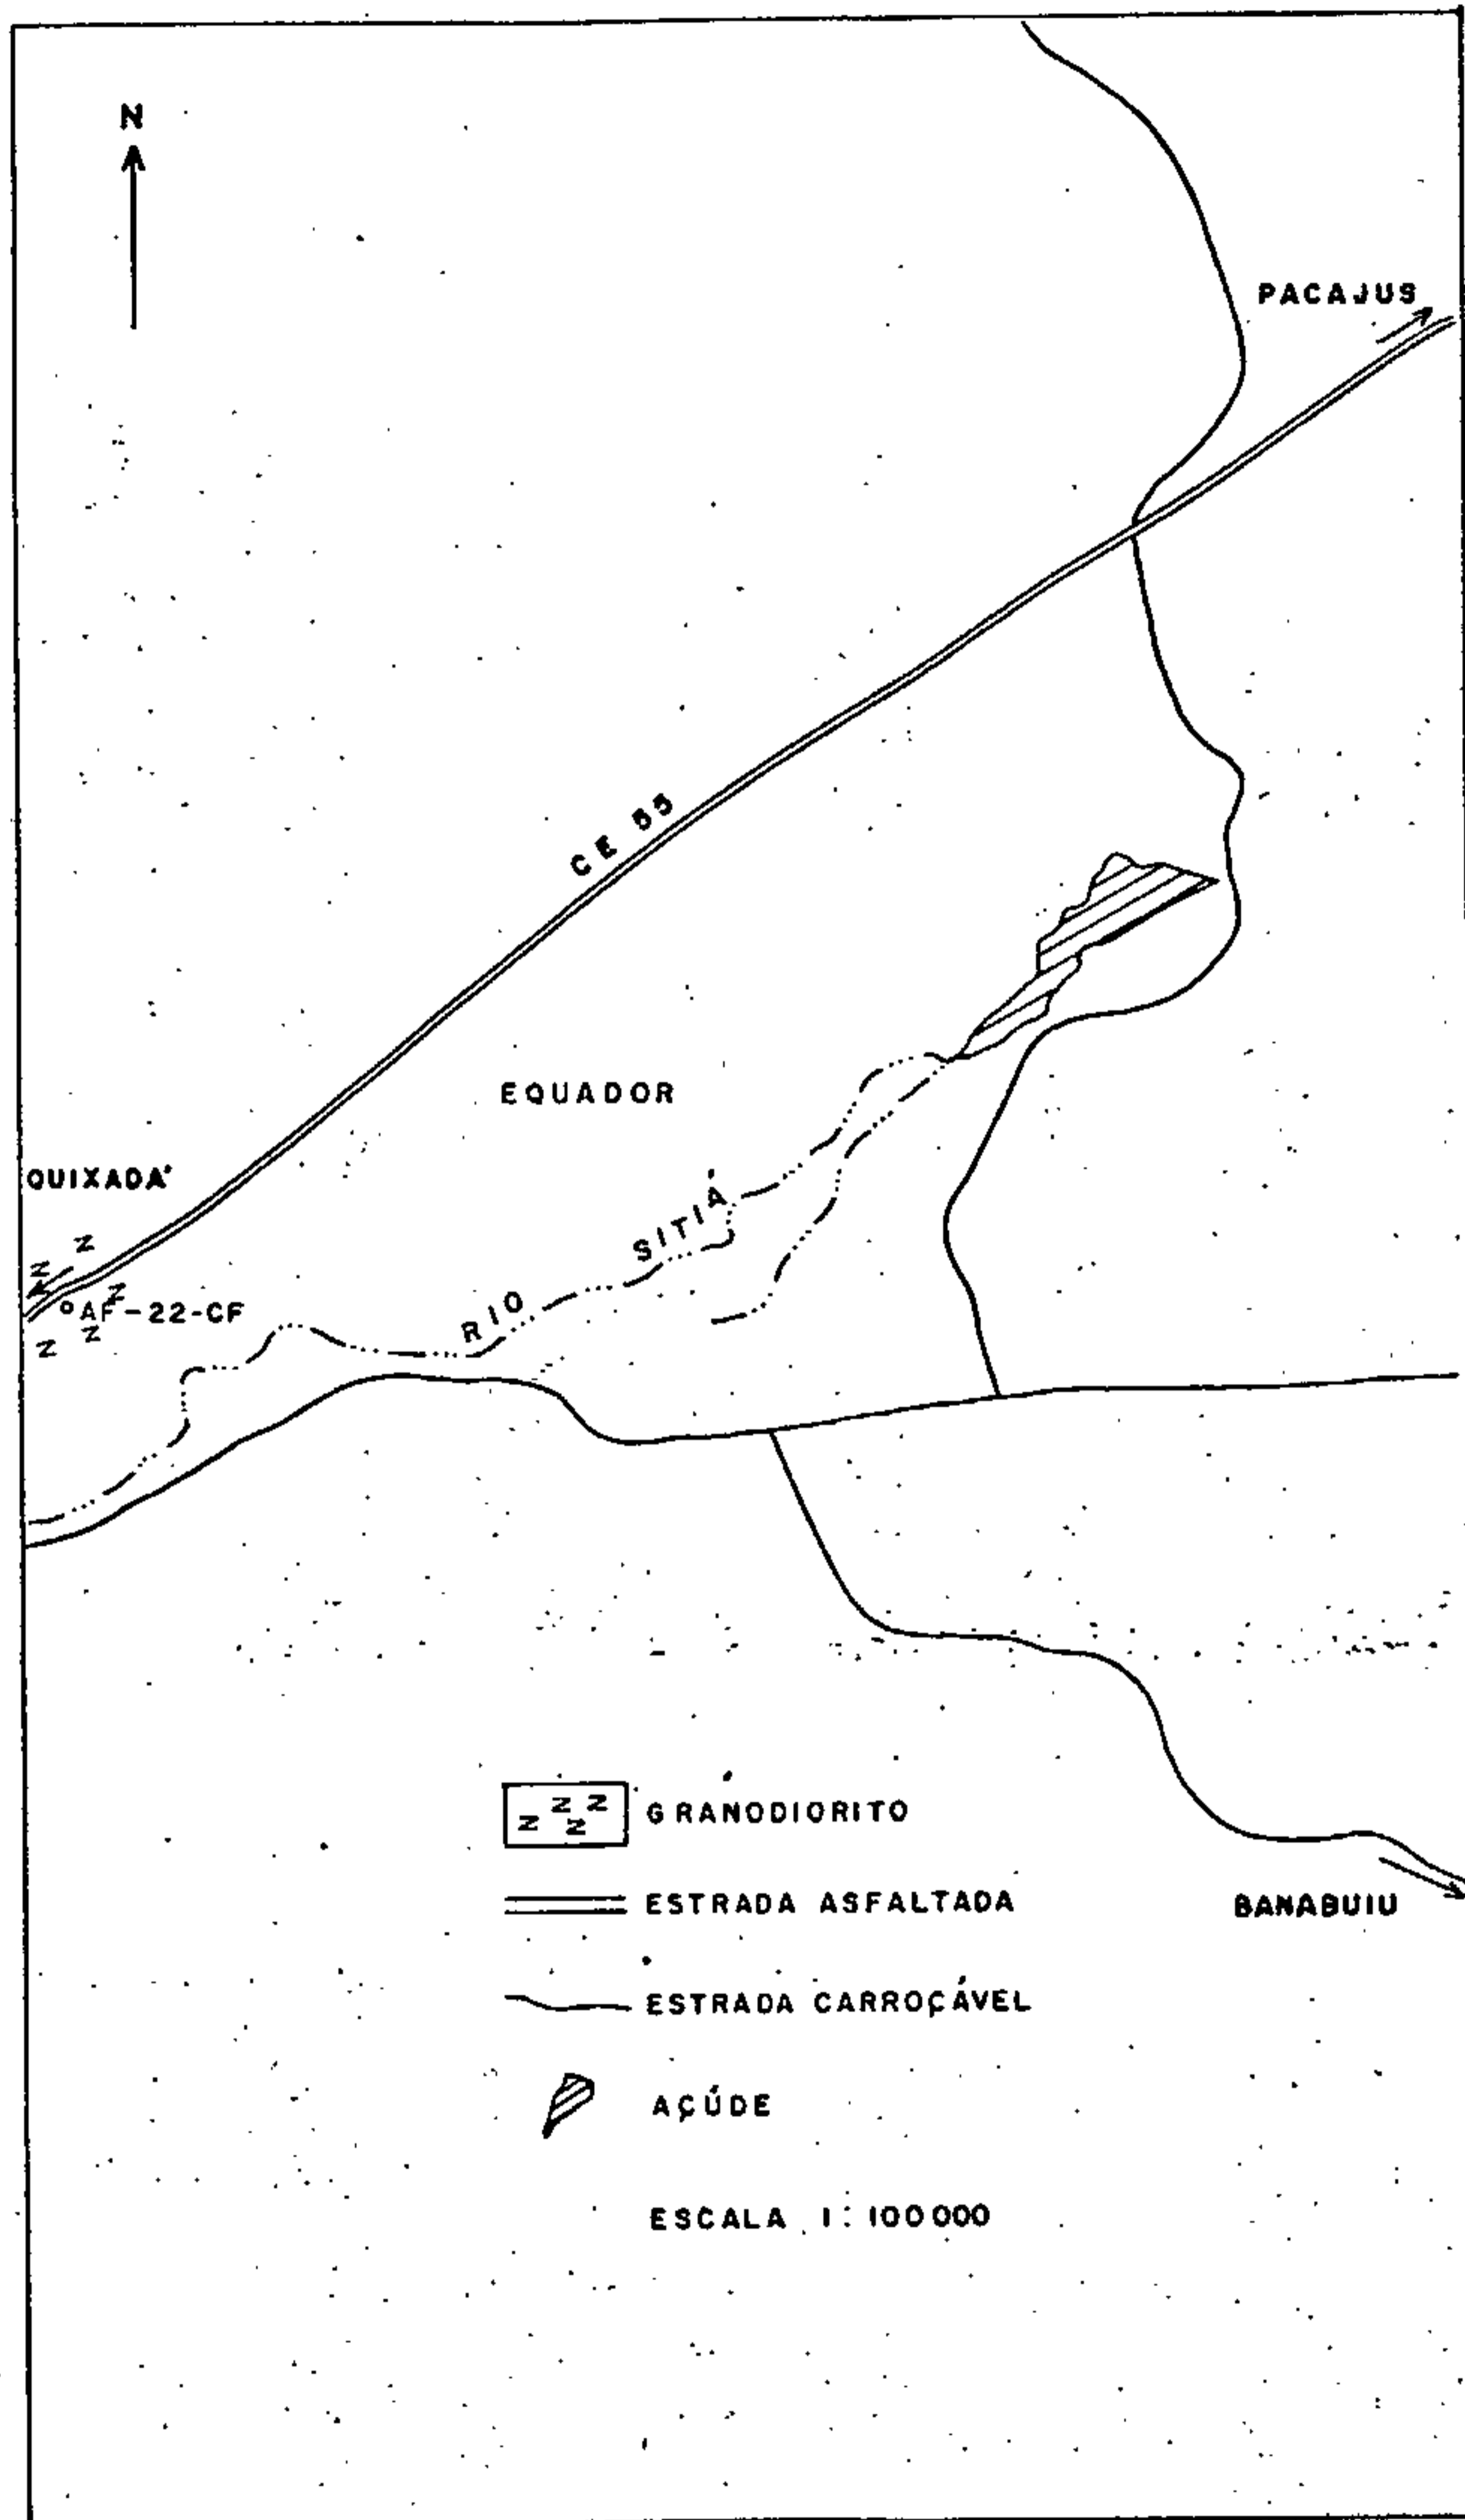 N
PACAJUS
CE 55
EQUADOR
QUIXADÁ
RIO SITIÁ
AF-22-CF
GRANODIORITO
ESTRADA ASFALTADA
ESTRADA CARROÇÁVEL
AÇÚDE
ESCALA 1:100000
BANABUIU